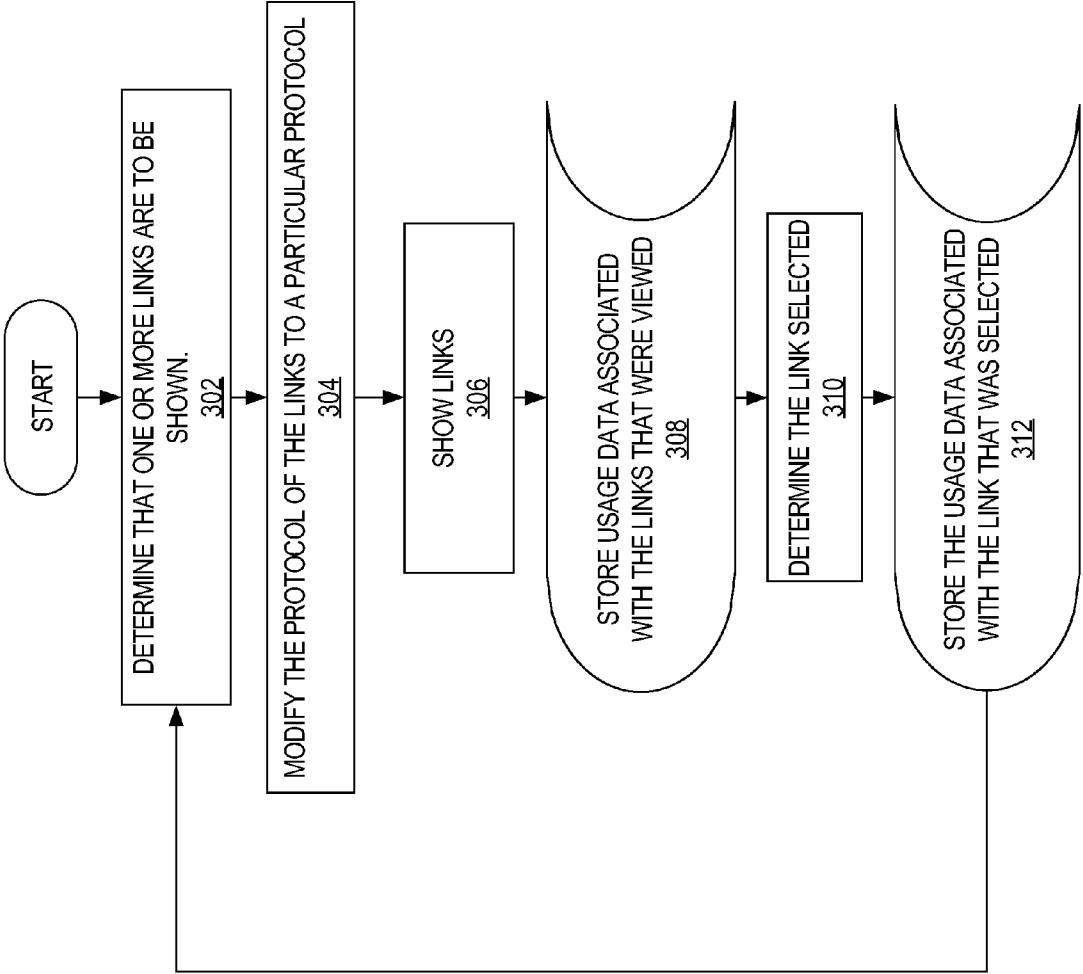 START
DETERMINE THAT ONE OR MORE LINKS ARE TO BE
SHOWN.
302
MODIFY THE PROTOCOL OF THE LINKS TO A PARTICULAR PROTOCOL
304
SHOW LINKS
306
STORE USAGE DATA ASSOCIATED
WITH THE LINKS THAT WERE VIEWED
308
DETERMINE THE LINK SELECTED
310
STORE THE USAGE DATA ASSOCIATED
WITH THE LINK THAT WAS SELECTED
312